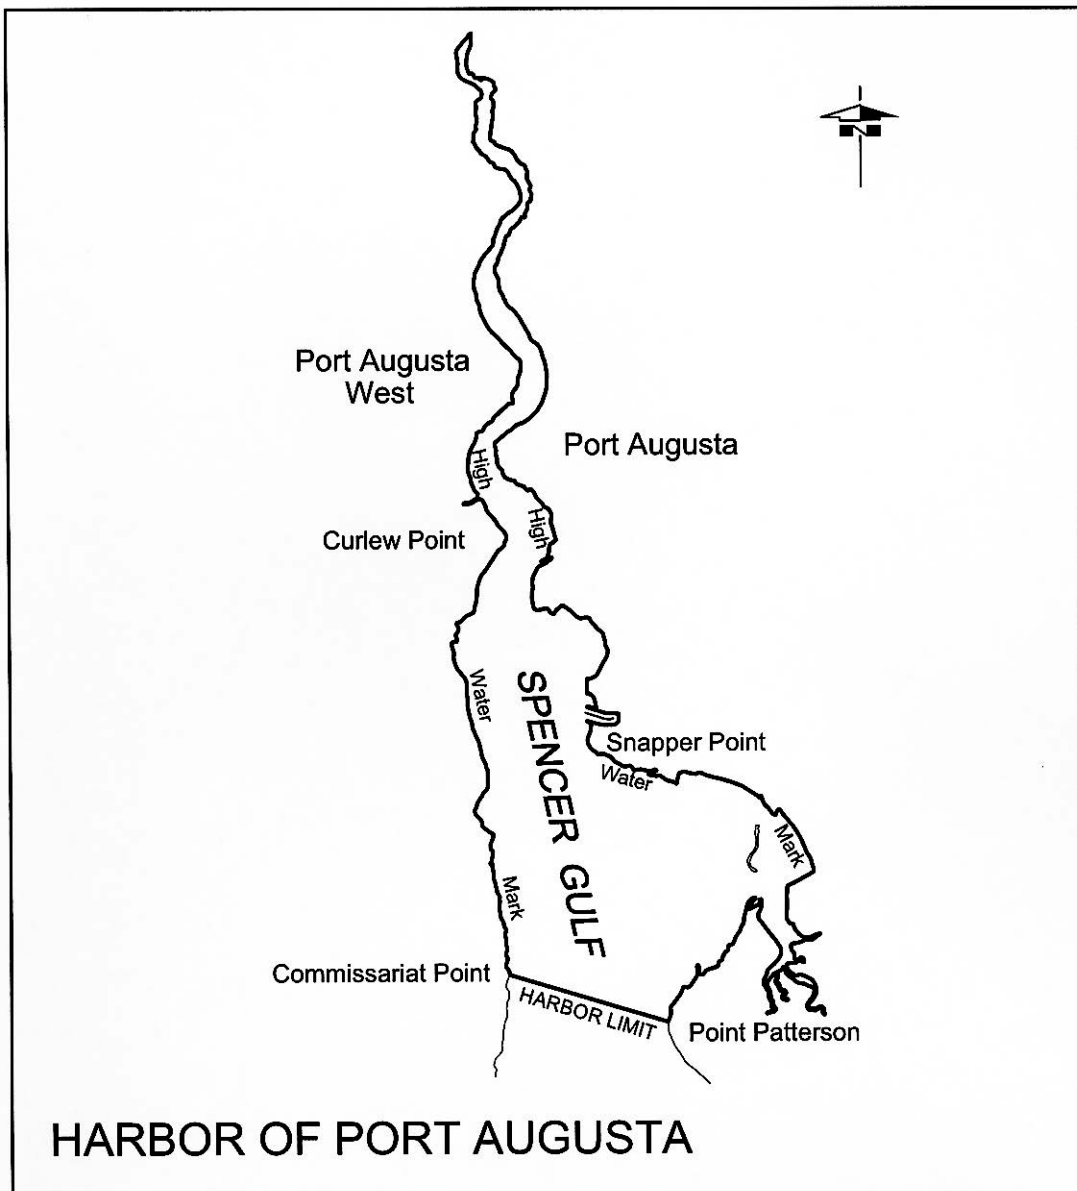 N
Port Augusta
West
Port Augusta
High
High
Curlew Point
Water
SPENCER GULF
Snapper Point
Water
Mark
Mark
Commissariat Point
HARBOR LIMIT
Point Patterson
HARBOR OF PORT AUGUSTA